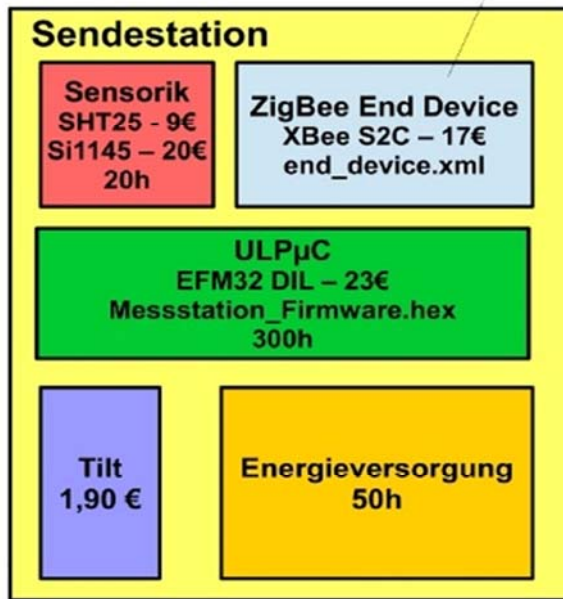 Sendestation
Sensorik
SHT25 - 9€
Si1145 – 20€
20h
ZigBee End Device
XBee S2C – 17€
end_device.xml
ULPµC
EFM32 DIL – 23€
Messstation_Firmware.hex
300h
Tilt
1,90 €
Energieversorgung
50h